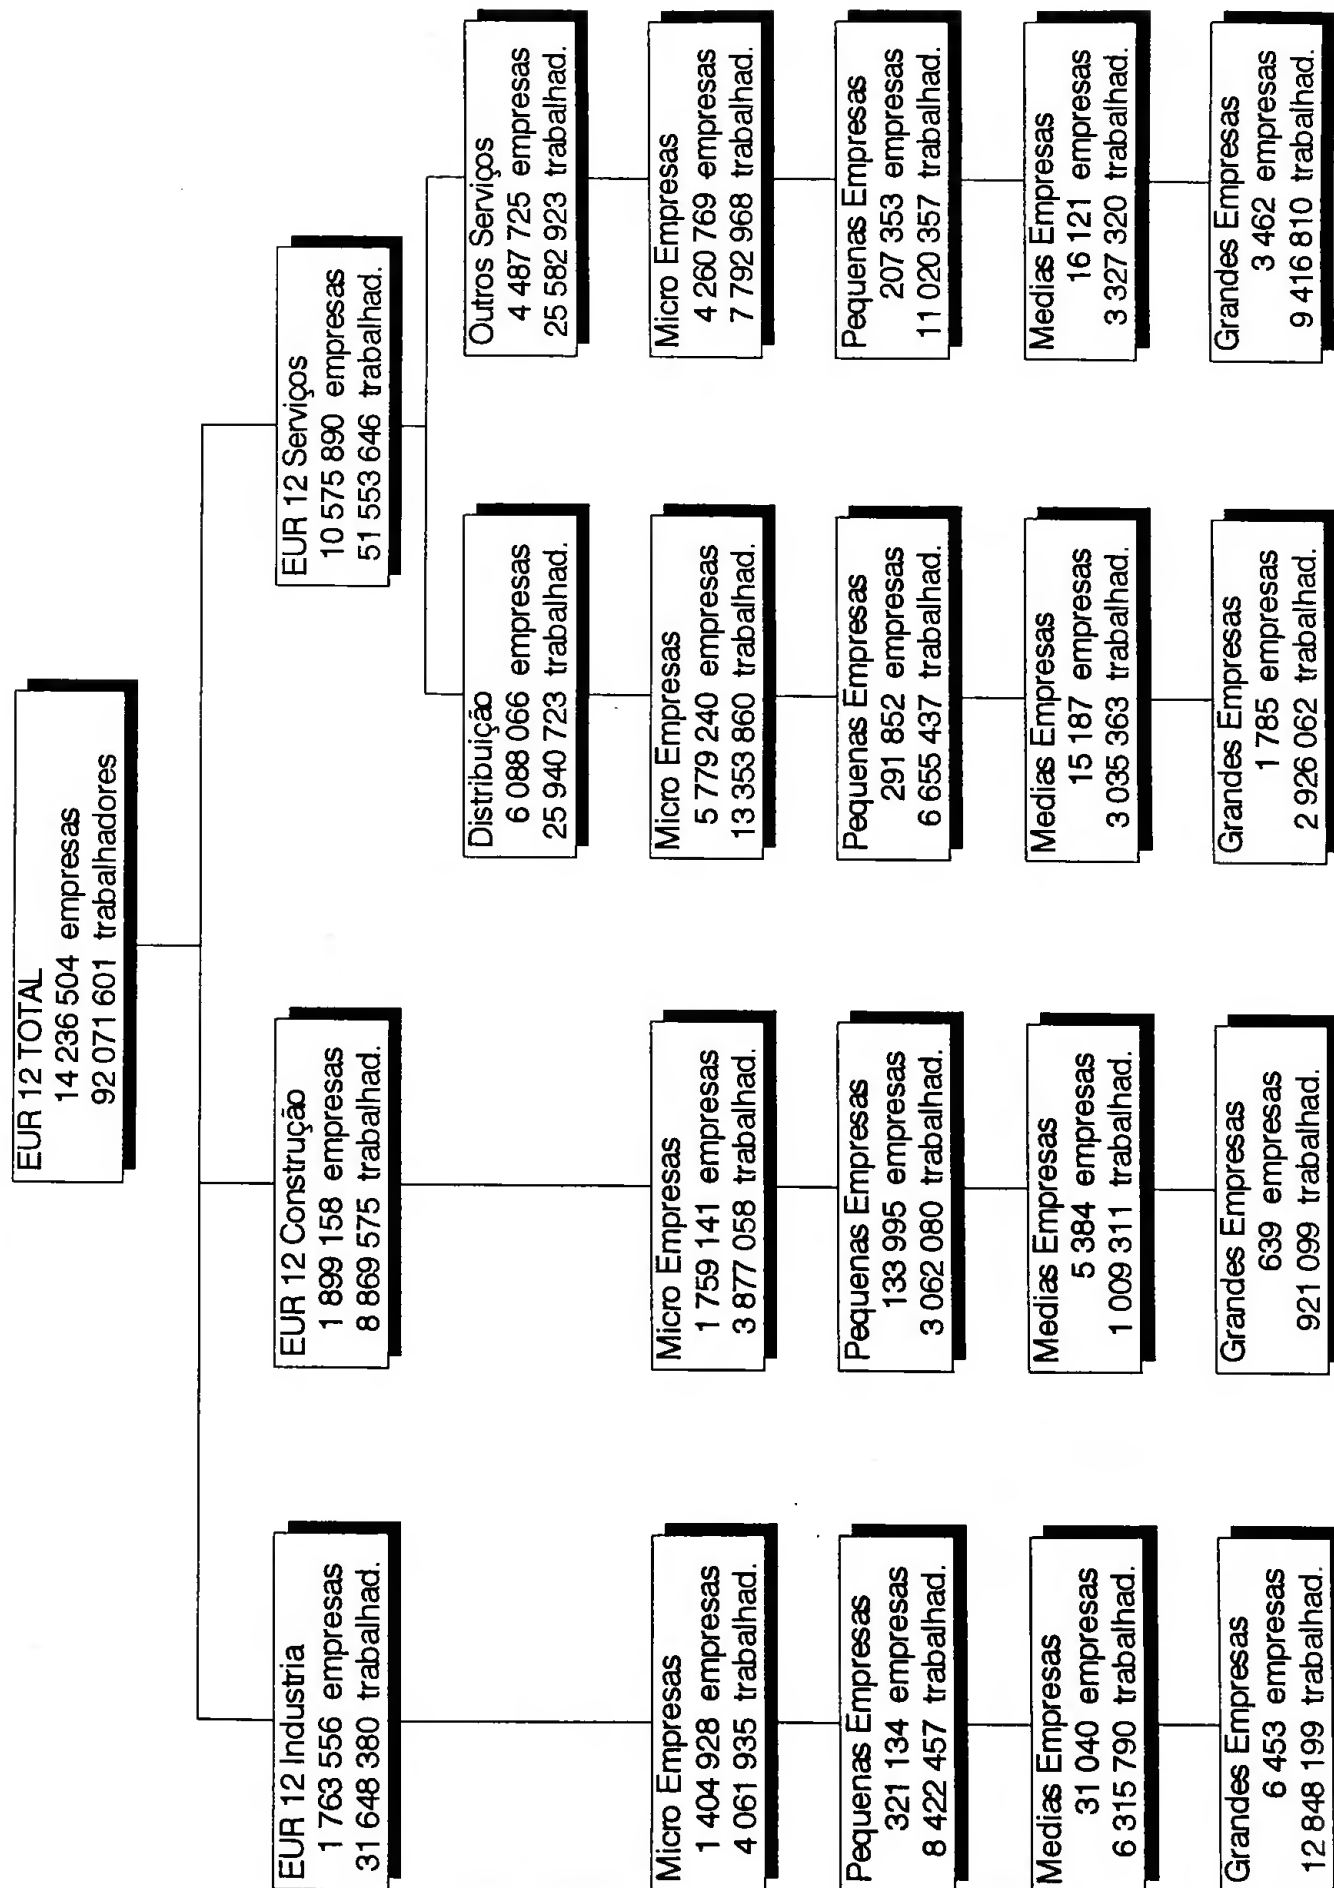 EUR 12 TOTAL
14 236 504 empresas
92 071 601 trabalhadores
EUR 12 Industria
1 763 556 empresas
31 648 380 trabalhad.
EUR 12 Construção
1 899 158 empresas
8 869 575 trabalhad.
EUR 12 Serviços
10 575 890 empresas
51 553 646 trabalhad.
Distribuição
6 088 066 empresas
25 940 723 trabalhad.
Outros Serviços
4 487 725 empresas
25 582 923 trabalhad.
Micro Empresas
1 404 928 empresas
4 061 935 trabalhad.
Micro Empresas
1 759 141 empresas
3 877 058 trabalhad.
Micro Empresas
5 779 240 empresas
13 353 860 trabalhad.
Micro Empresas
4 260 769 empresas
7 792 968 trabalhad.
Pequenas Empresas
321 134 empresas
8 422 457 trabalhad.
Pequenas Empresas
133 995 empresas
3 062 080 trabalhad.
Pequenas Empresas
291 852 empresas
6 655 437 trabalhad.
Pequenas Empresas
207 353 empresas
11 020 357 trabalhad.
Medias Empresas
31 040 empresas
6 315 790 trabalhad.
Medias Empresas
5 384 empresas
1 009 311 trabalhad.
Medias Empresas
15 187 empresas
3 035 363 trabalhad.
Medias Empresas
16 121 empresas
3 327 320 trabalhad.
Grandes Empresas
6 453 empresas
12 848 199 trabalhad.
Grandes Empresas
639 empresas
921 099 trabalhad.
Grandes Empresas
1 785 empresas
2 926 062 trabalhad.
Grandes Empresas
3 462 empresas
9 416 810 trabalhad.